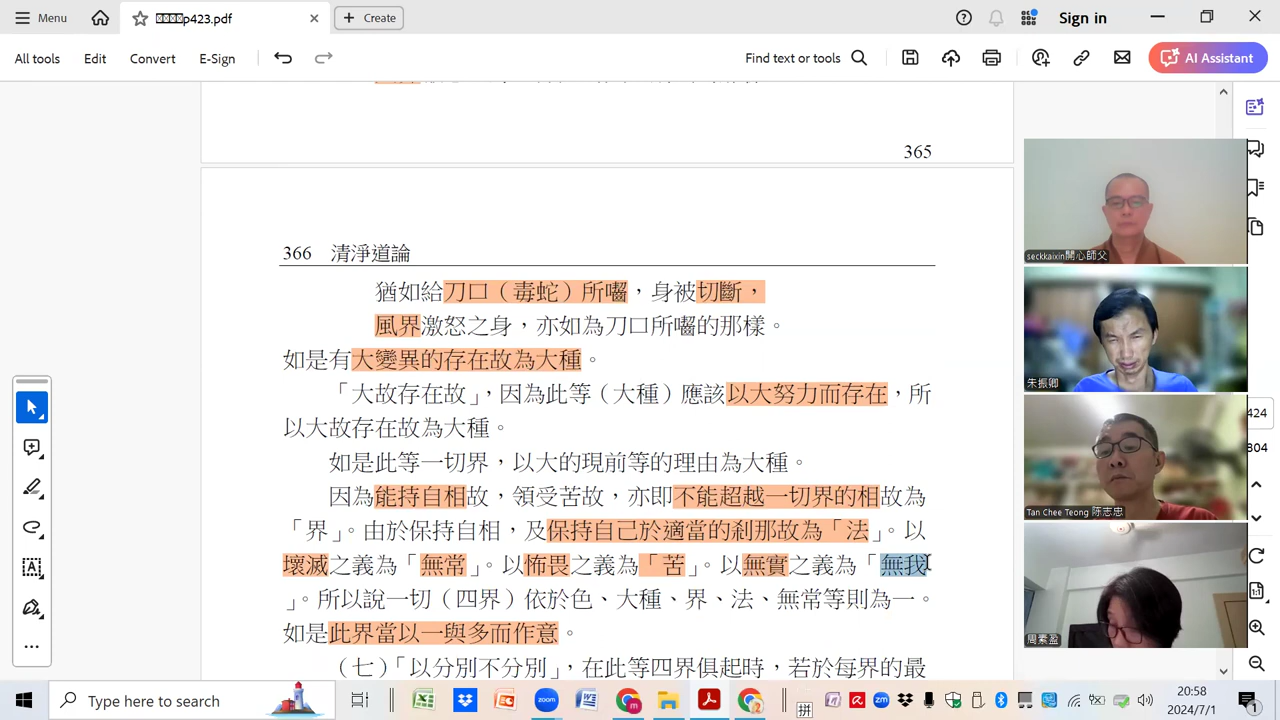 Menu
p423.pdf
Create
Sign in
All tools
Edit
Convert
E-Sign
Find text or tools
AI Assistant
365
366 清淨道論
猶如給刀口（毒蛇）所囓，身被切斷，
風界激怒之身，亦如為刀口所囓的那樣。
如是有大變異的存在故為大種。
「大故存在故」，因為此等（大種）應該以大努力而存在，所
以大故存在故為大種。
如是此等一切界，以大的現前等的理由為大種。
因為能持自相故，領受苦故，亦即不能超越一切界的相故為
「界」。由於保持自相，及保持自己於適當的剎那故為「法」。以
壞滅之義為「無常」。以怖畏之義為「苦」。以無實之義為「無我
」。所以說一切（四界）依於色、大種、界、法、無常等則為一。
如是此界當以一與多而作意。
（七）「以分別不分別」，在此等四界俱起時，若於每界的最
seckkaixin開心師父
朱振卿
Tan Chee Teong 陈志忠
周素盈
424
804
Type here to search
拼
20:58
2024/7/1